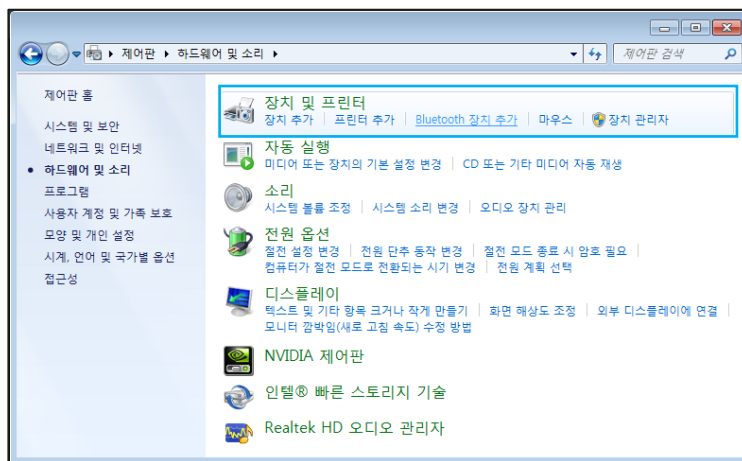 제어판 ▸ 하드웨어 및 소리 ▸
제어판 검색
제어판 홈
시스템 및 보안
네트워크 및 인터넷
하드웨어 및 소리
프로그램
사용자 계정 및 가족 보호
모양 및 개인 설정
시계, 언어 및 국가별 옵션
접근성
장치 및 프린터
장치 추가 | 프린터 추가 | Bluetooth 장치 추가 | 마우스 | 장치 관리자
자동 실행
미디어 또는 장치의 기본 설정 변경 | CD 또는 기타 미디어 자동 재생
소리
시스템 볼륨 조정 | 시스템 소리 변경 | 오디오 장치 관리
전원 옵션
절전 설정 변경 | 전원 단추 동작 변경 | 절전 모드 종료 시 암호 필요 |
컴퓨터가 절전 모드로 전환되는 시기 변경 | 전원 계획 선택
디스플레이
텍스트 및 기타 항목 크거나 작게 만들기 | 화면 해상도 조정 | 외부 디스플레이에 연결 |
모니터 깜박임(새로 고침 속도) 수정 방법
NVIDIA 제어판
인텔® 빠른 스토리지 기술
Realtek HD 오디오 관리자